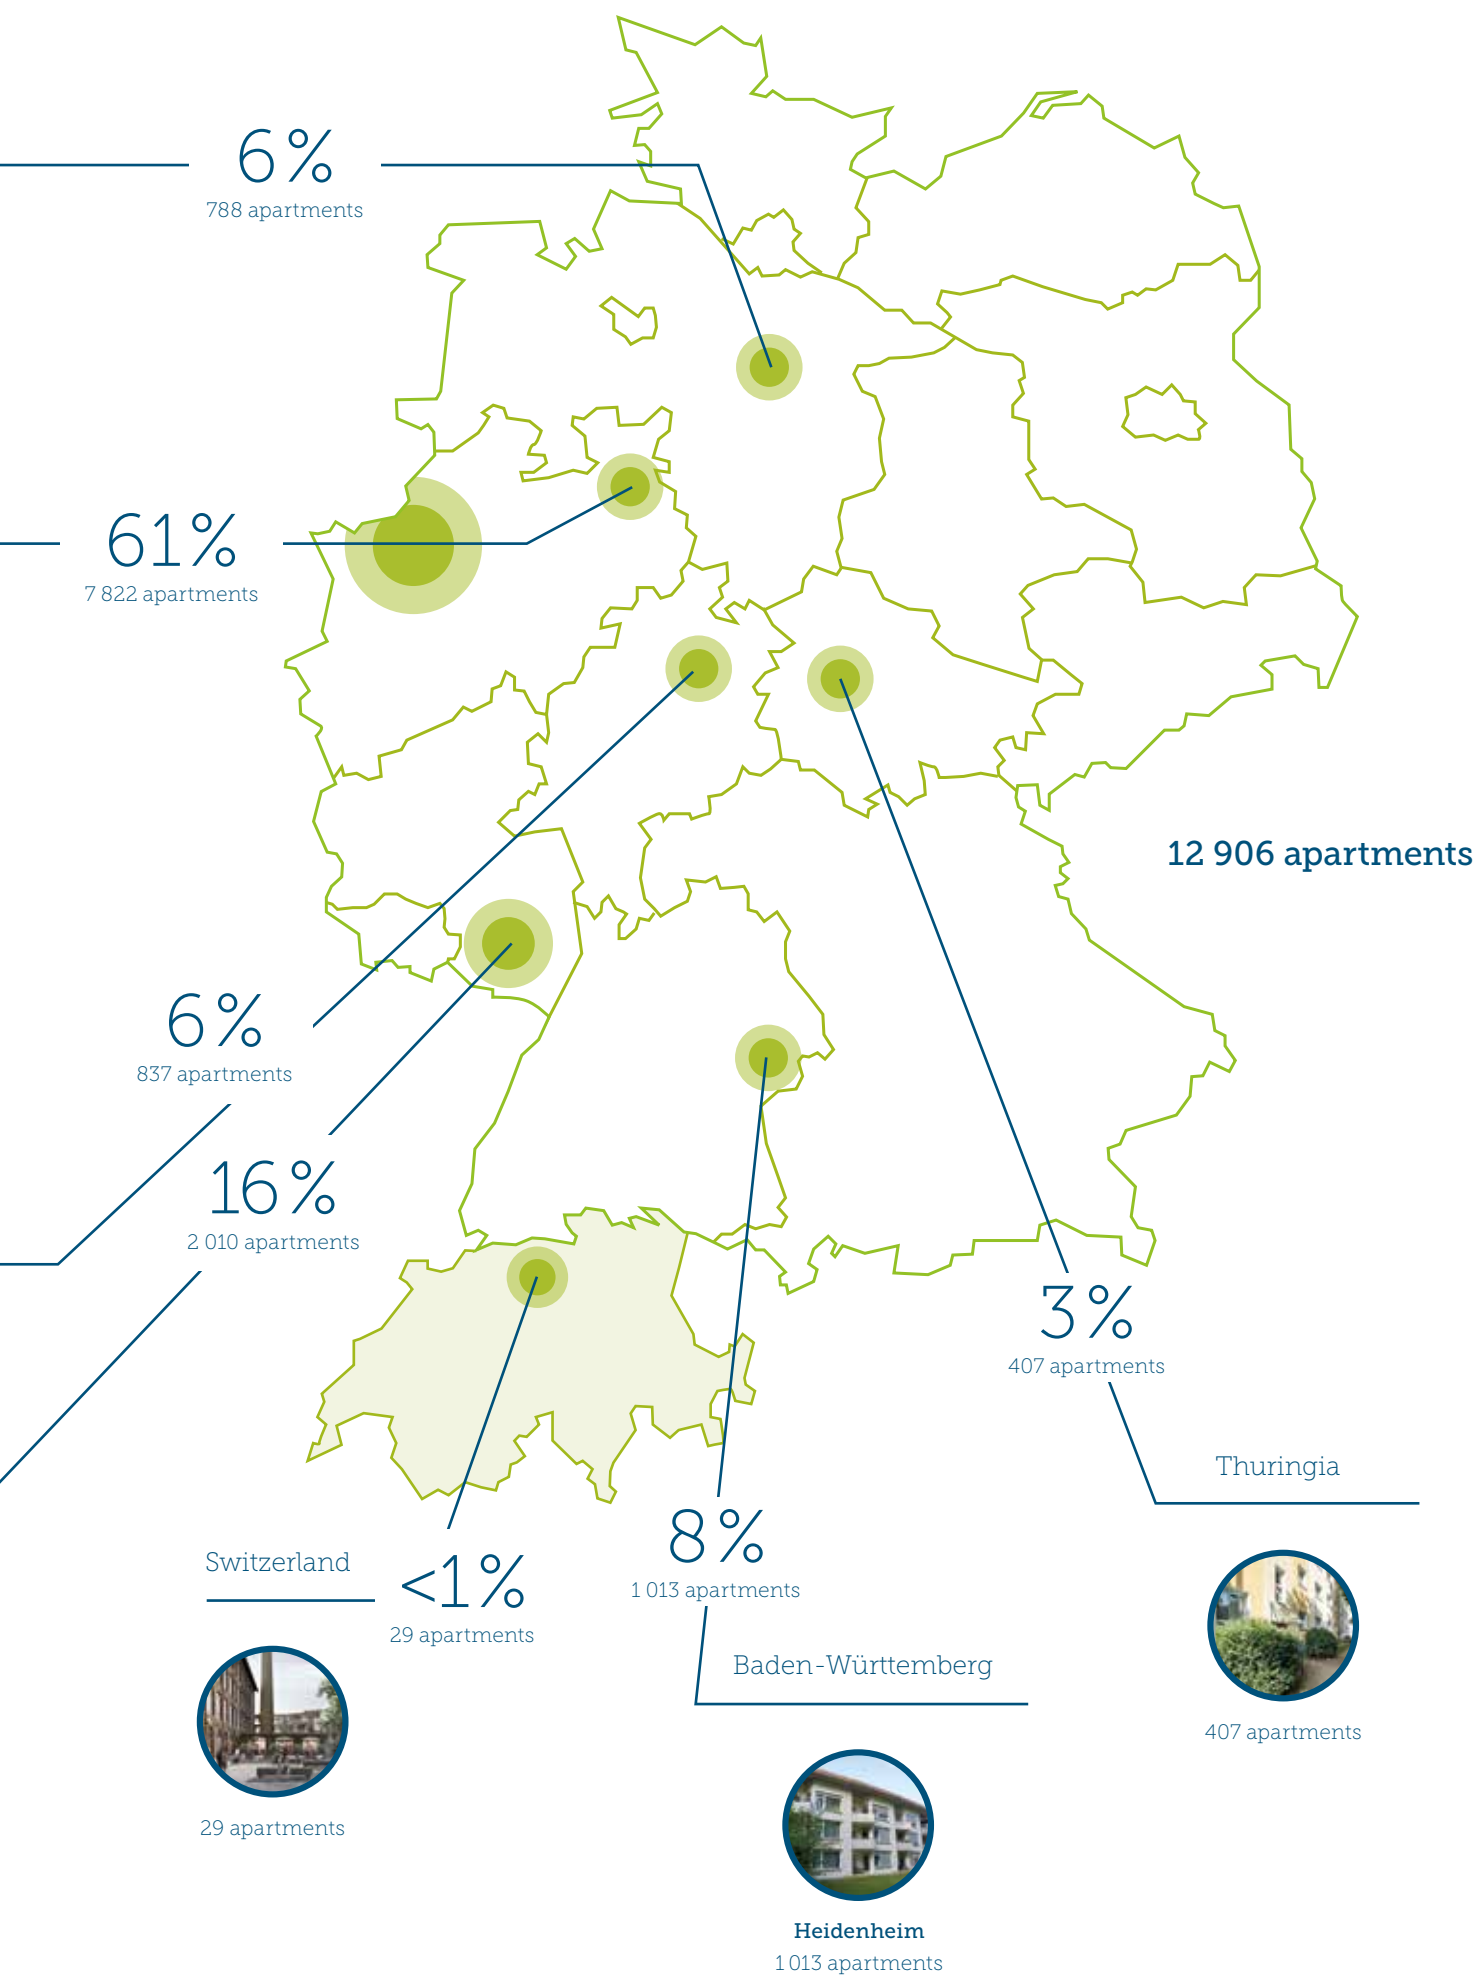 6%
788 apartments
61%
7 822 apartments
12 906 apartments
6%
837 apartments
16%
2 010 apartments
3%
407 apartments
Thuringia
407 apartments
Switzerland
<1%
29 apartments
29 apartments
8%
1 013 apartments
Baden-Württemberg
Heidenheim
1 013 apartments